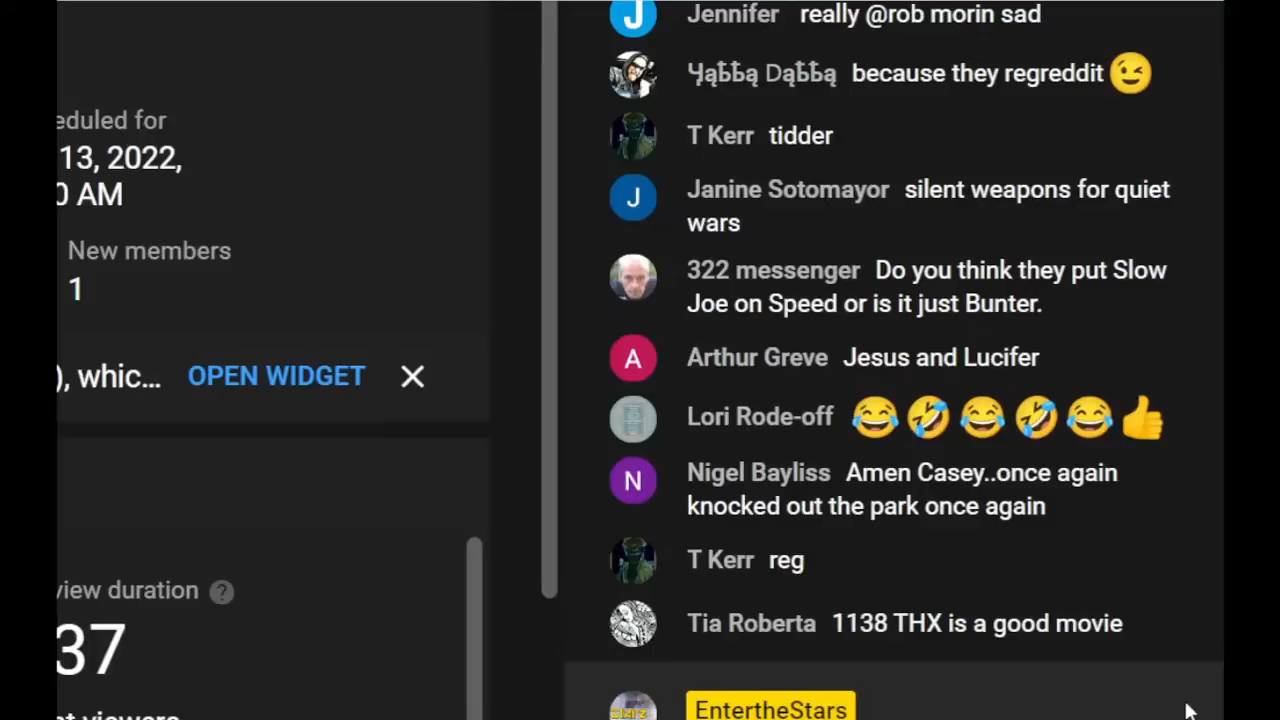 eduled for
13, 2022,
0 AM
New members
1
), whic... OPEN WIDGET
view duration ?
37
Jennifer really @rob morin sad
Ⴗąҍҍą Dąҍҍą because they regreddit
T Kerr tidder
J
Janine Sotomayor silent weapons for quiet
wars
322 messenger Do you think they put Slow
Joe on Speed or is it just Bunter.
A
Arthur Greve Jesus and Lucifer
Lori Rode-off
N
Nigel Bayliss Amen Casey..once again
knocked out the park once again
T Kerr reg
Tia Roberta 1138 THX is a good movie
EntertheStars